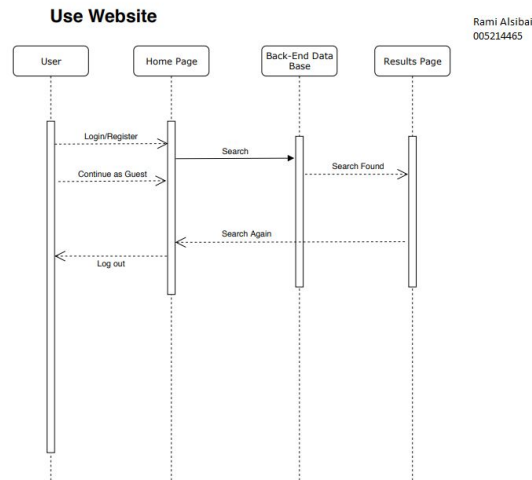 Use Website
Rami Alsibai
005214465
User
Home Page
Back-End Data
Base
Results Page
Login/Register
Search
Continue as Guest
Search Found
Search Again
Log out